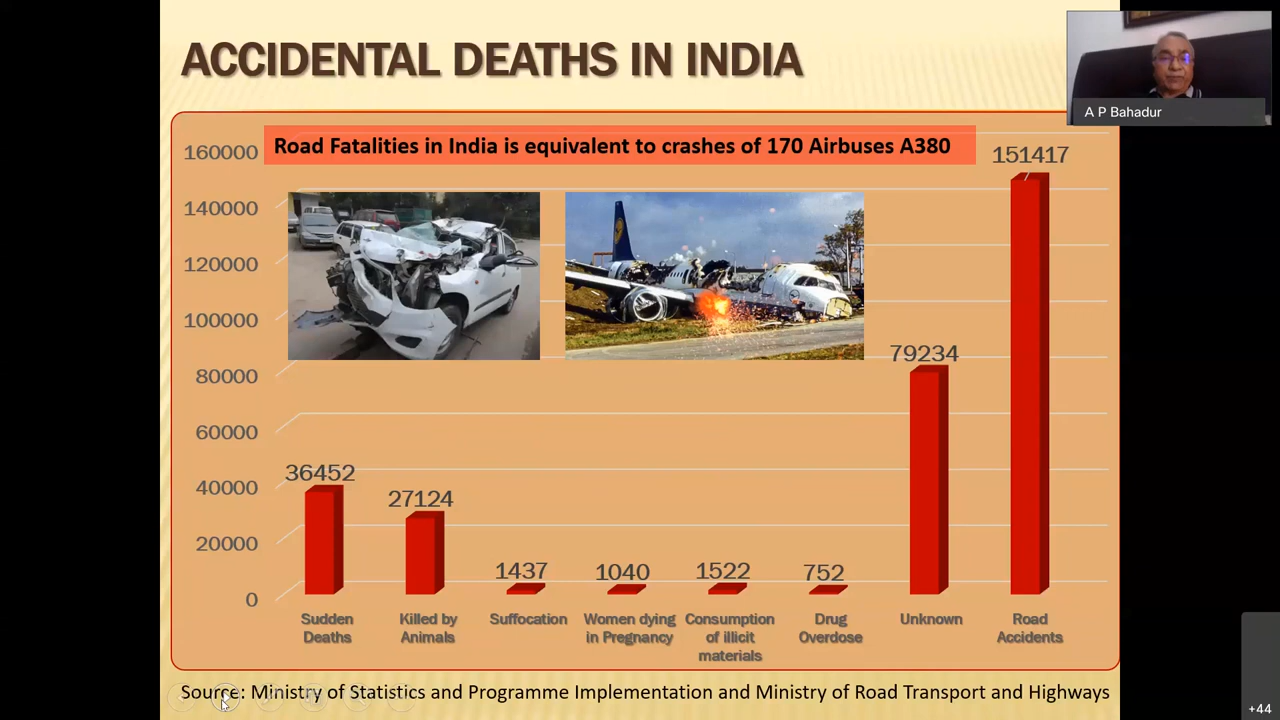 ACCIDENTAL DEATHS IN INDIA
A P Bahadur
Road Fatalities in India is equivalent to crashes of 170 Airbuses A380
160000
140000
120000
100000
80000
60000
40000
20000
0
36452
27124
1437
1040
1522
752
79234
151417
Sudden
Deaths
Killed by
Animals
Suffocation
Women dying
in Pregnancy
Consumption
of illicit
materials
Drug
Overdose
Unknown
Road
Accidents
Source: Ministry of Statistics and Programme Implementation and Ministry of Road Transport and Highways
+44